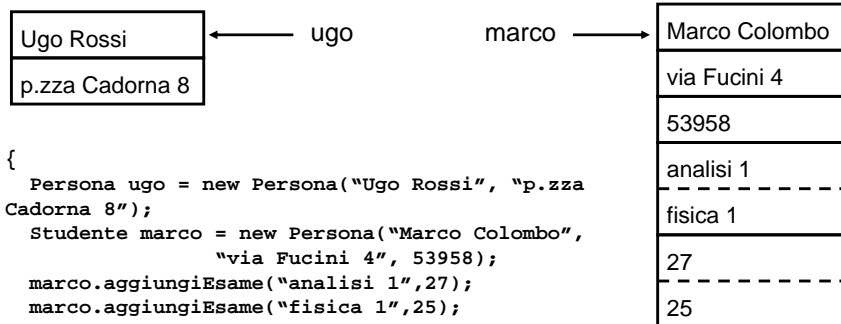 Ugo Rossi
p.zza Cadorna 8
ugo
marco
Marco Colombo
via Fucini 4
53958
analisi 1
fisica 1
27
25
{
Persona ugo = new Persona(“Ugo Rossi”, “p.zza
Cadorna 8”);
Studente marco = new Persona(“Marco Colombo”,
“via Fucini 4”, 53958);
marco.aggiungiEsame(“analisi 1”,27);
marco.aggiungiEsame(“fisica 1”,25);